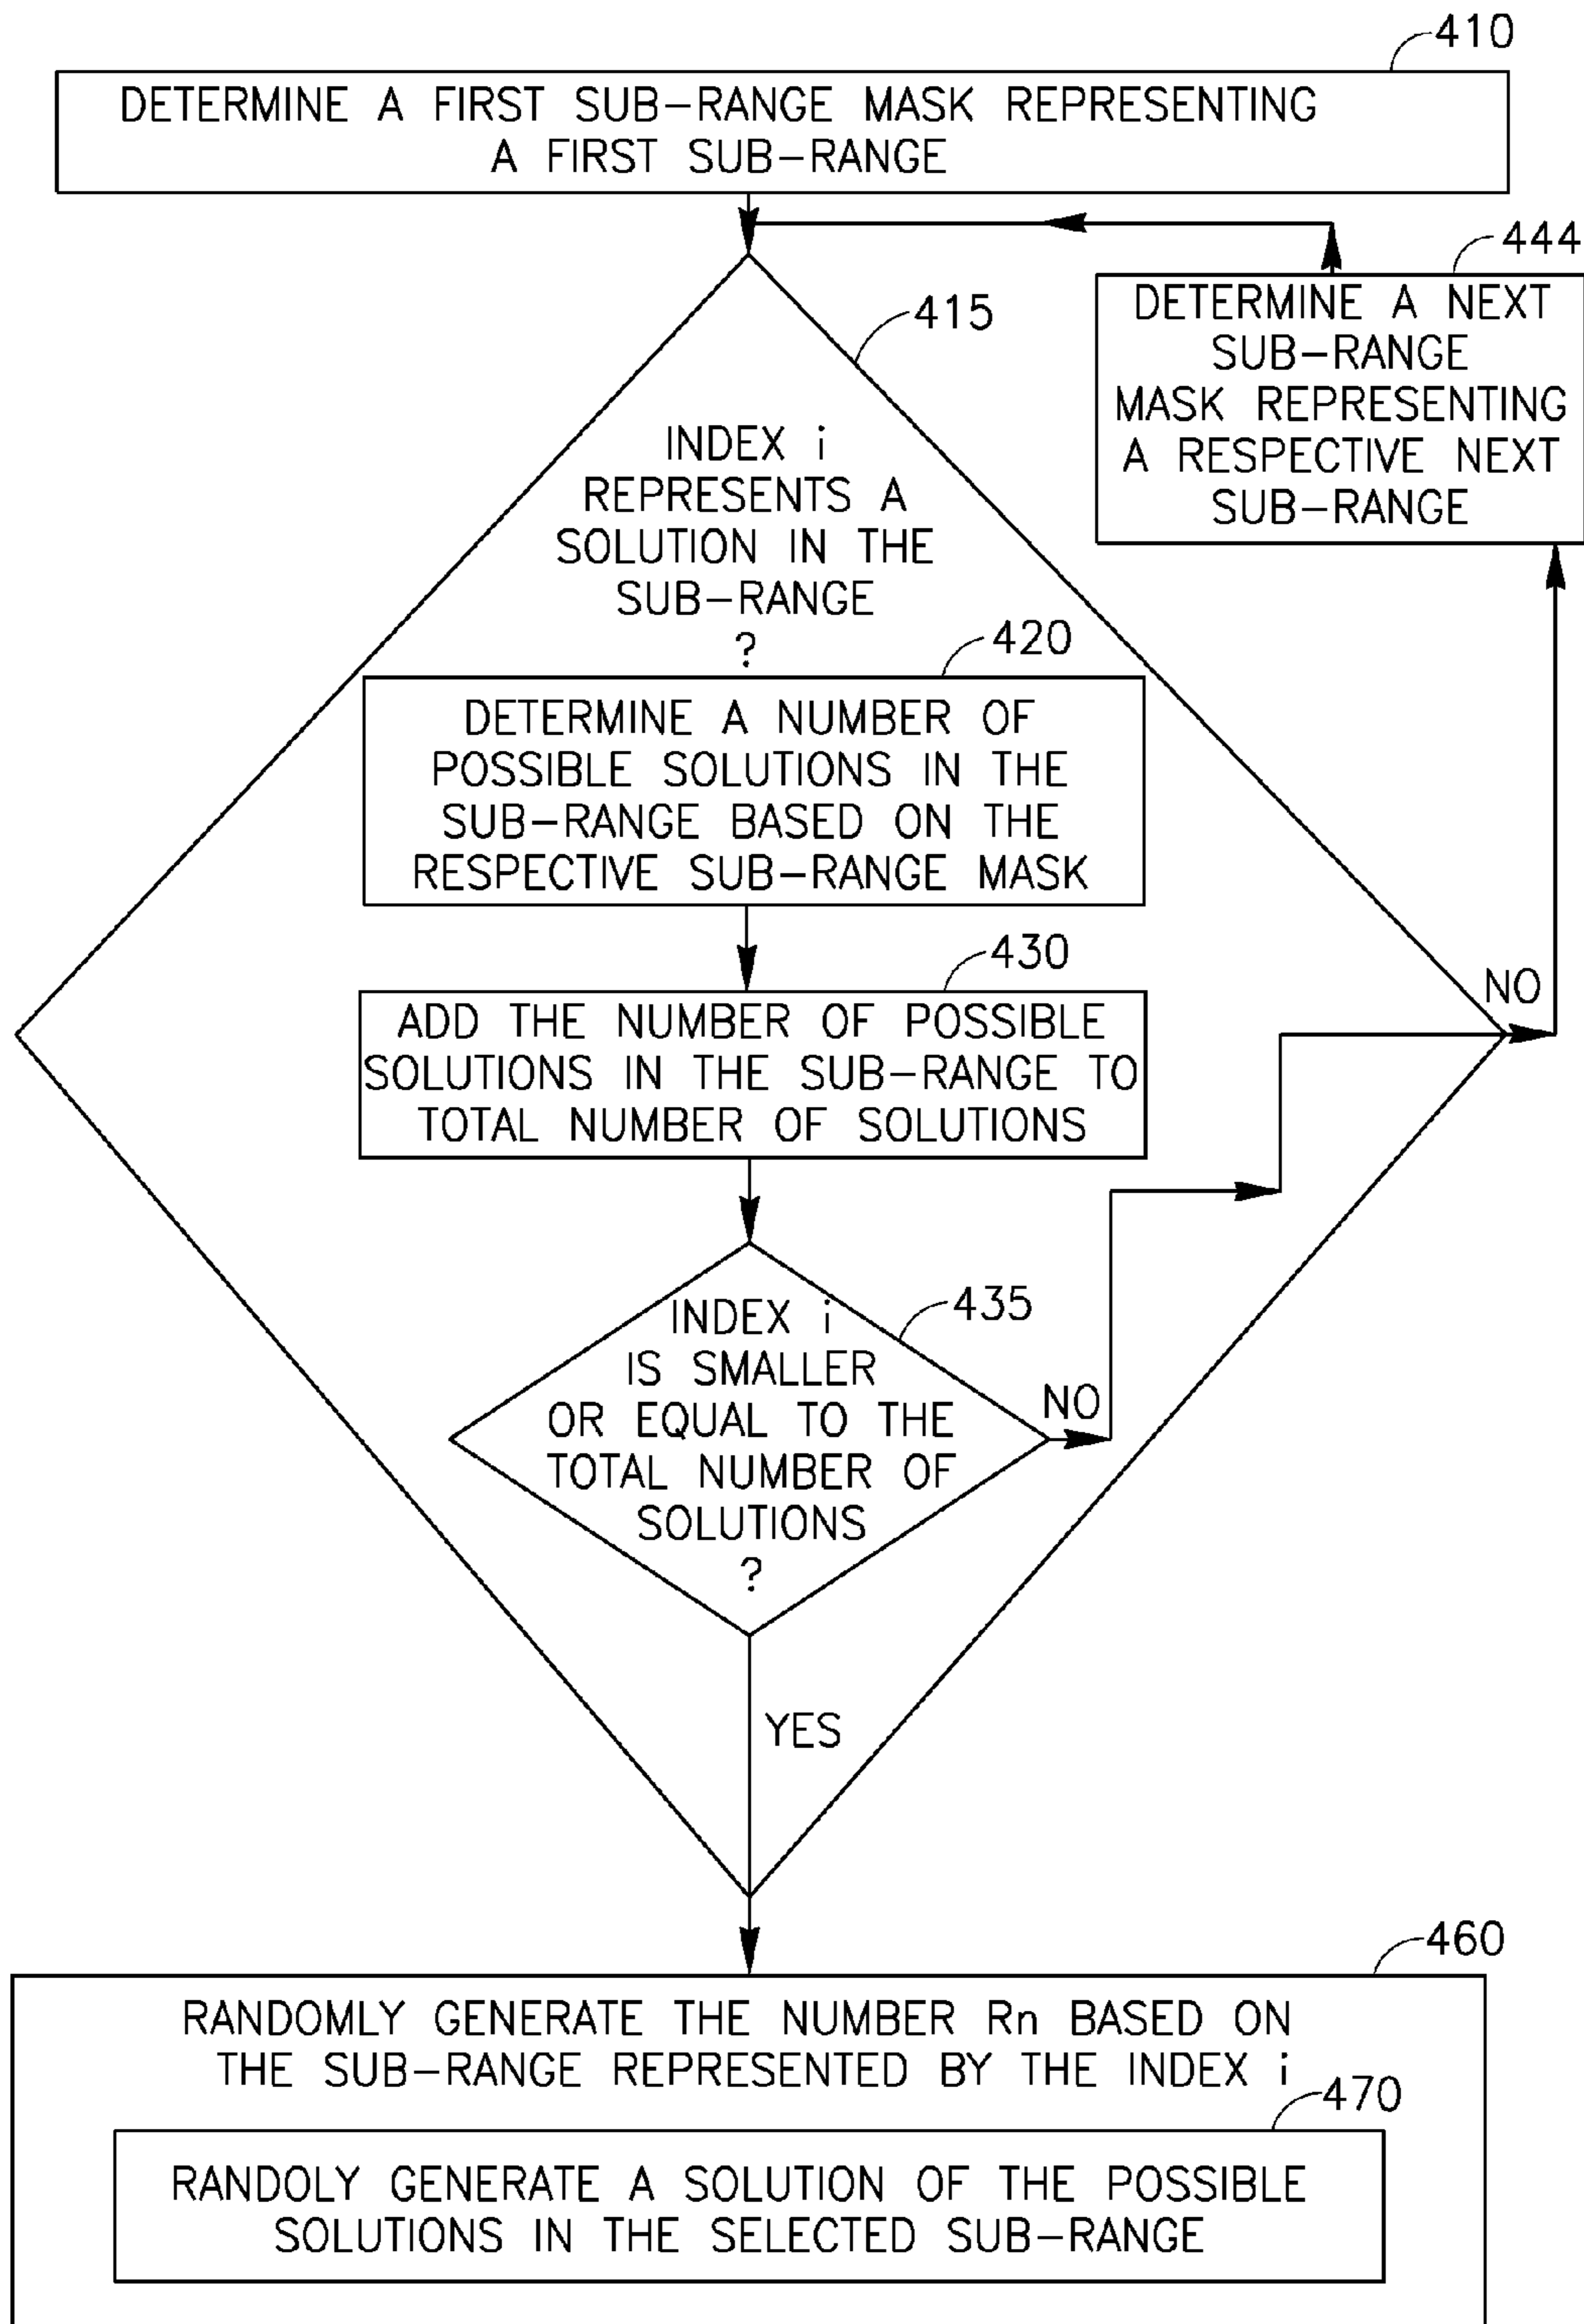 410
DETERMINE A FIRST SUB-RANGE MASK REPRESENTING
A FIRST SUB-RANGE
444
DETERMINE A NEXT
SUB-RANGE
MASK REPRESENTING
A RESPECTIVE NEXT
SUB-RANGE
415
INDEX i
REPRESENTS A
SOLUTION IN THE
SUB-RANGE
?
420
DETERMINE A NUMBER OF
POSSIBLE SOLUTIONS IN THE
SUB-RANGE BASED ON THE
RESPECTIVE SUB-RANGE MASK
430
ADD THE NUMBER OF POSSIBLE
SOLUTIONS IN THE SUB-RANGE TO
TOTAL NUMBER OF SOLUTIONS
NO
435
INDEX i
IS SMALLER
OR EQUAL TO THE
TOTAL NUMBER OF
SOLUTIONS
?
NO
YES
460
RANDOMLY GENERATE THE NUMBER Rn BASED ON
THE SUB-RANGE REPRESENTED BY THE INDEX i
470
RANDOLY GENERATE A SOLUTION OF THE POSSIBLE
SOLUTIONS IN THE SELECTED SUB-RANGE